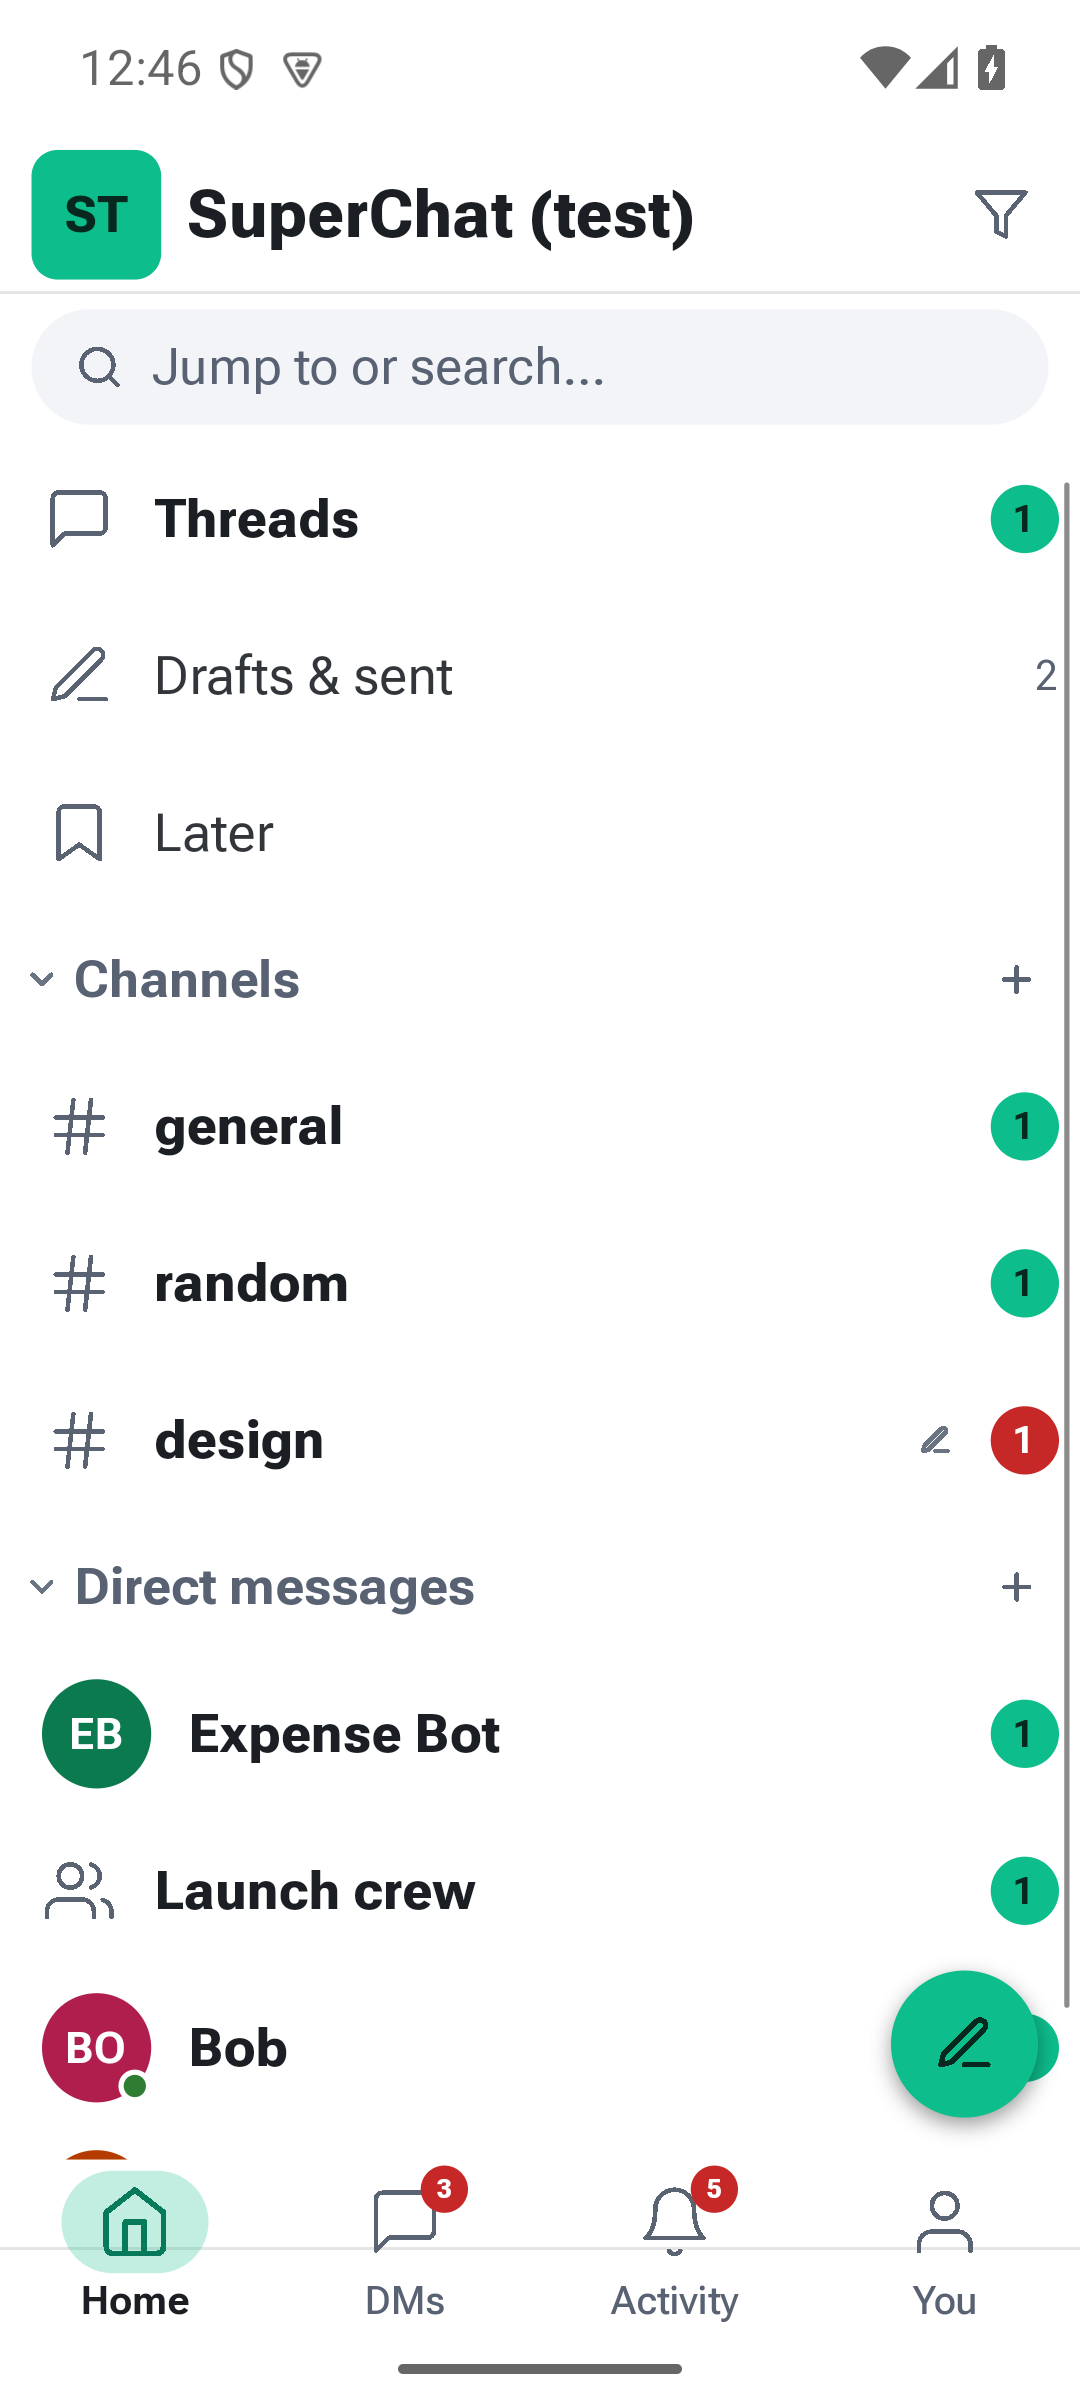 12:46
ST SuperChat (test)
Jump to or search...
Threads 1
Drafts & sent 2
Later
Channels
general 1
random 1
design 1
Direct messages
EB Expense Bot 1
Launch crew 1
BO Bob
3 5
Home DMs Activity You